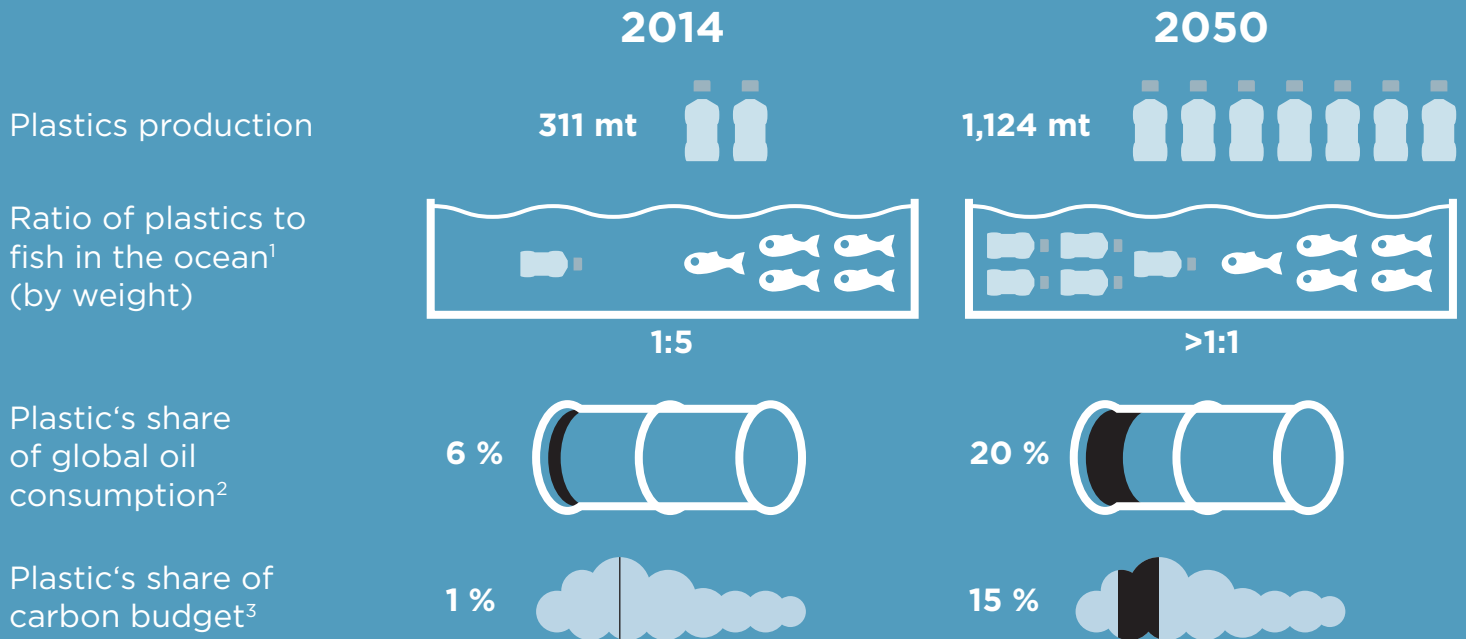 2014 2050
Plastics production 311 mt 1,124 mt
Ratio of plastics to
fish in the ocean¹
(by weight)
1:5 >1:1
Plastic‘s share
of global oil
consumption²
6 % 20 %
Plastic‘s share of
carbon budget³
1 % 15 %